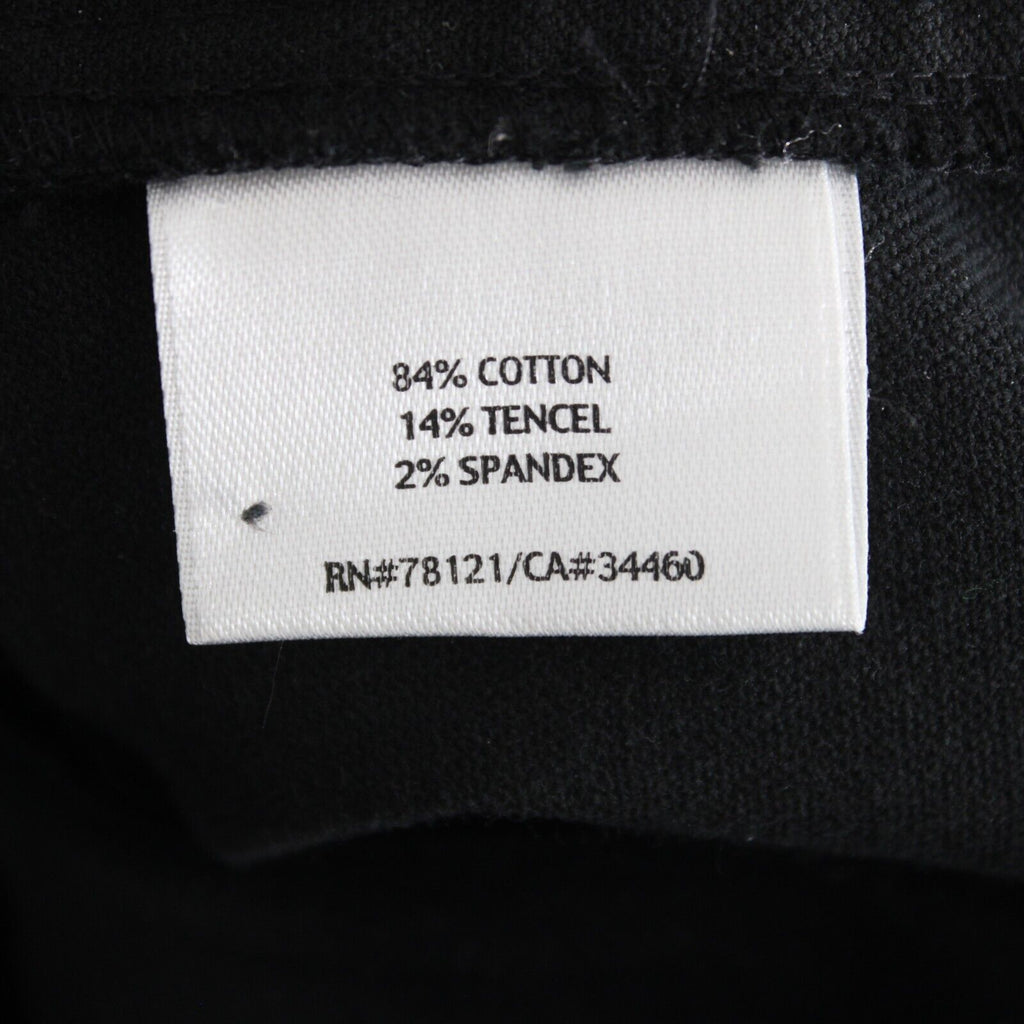 84% COTTON
14% TENCEL
2% SPANDEX
RN#78121/CA#34460